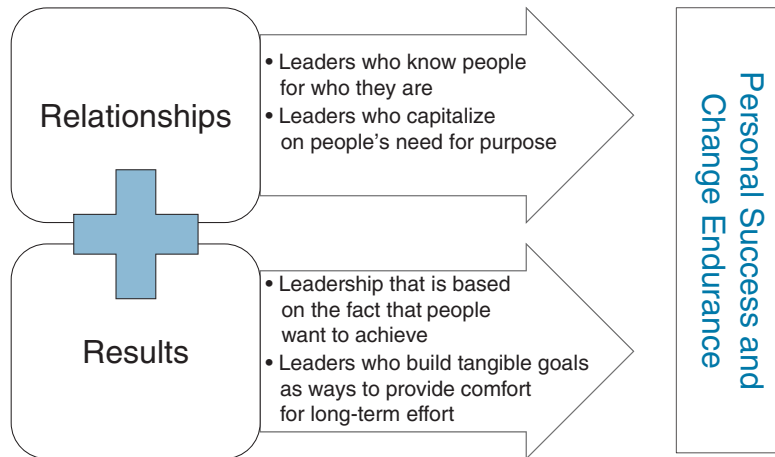 Relationships
• Leaders who know people
for who they are
• Leaders who capitalize
on people's need for purpose
Results
• Leadership that is based
on the fact that people
want to achieve
• Leaders who build tangible goals
as ways to provide comfort
for long-term effort
Personal Success and
Change Endurance